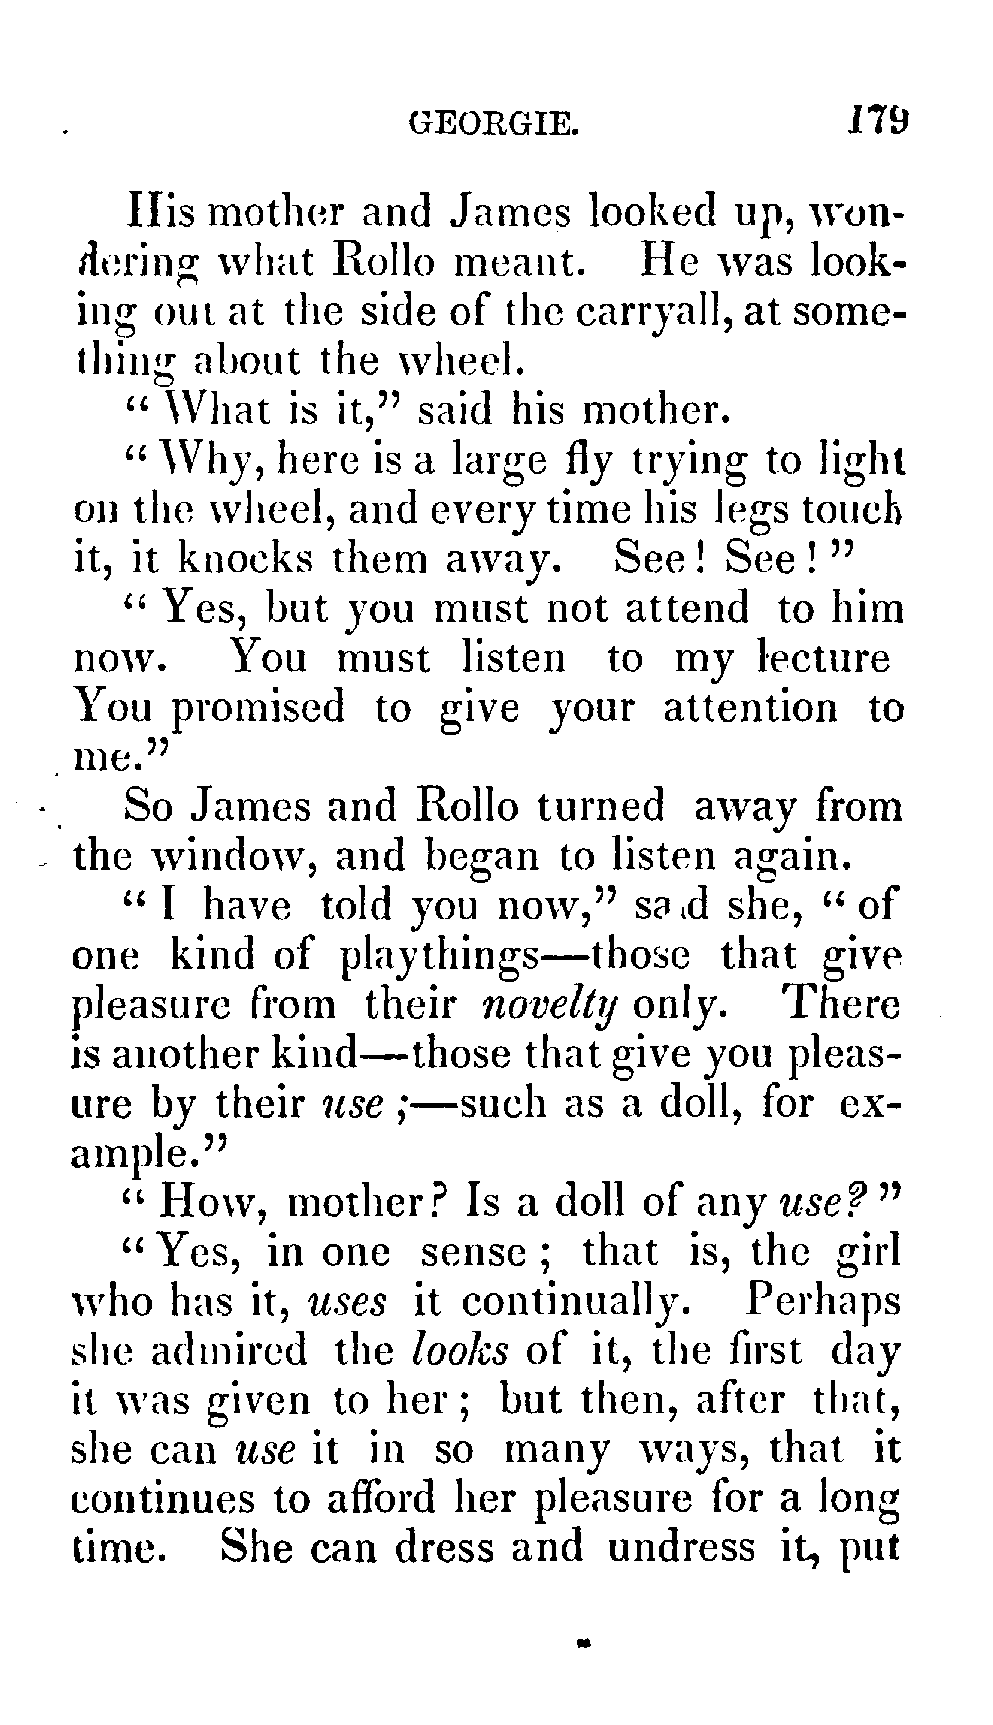 GEORGIE. 179
His mother and James looked up, won-
dering what Rollo meant. He was look-
ing out at the side of the carryall, at some-
thing about the wheel.
“ What is it,” said his mother.
“ Why, here is a large fly trying to light
on the wheel, and every time his legs touch
it, it knocks them away. See ! See ! ”
“ Yes, but you must not attend to him
now. You must listen to my lecture
You promised to give your attention to
me.”
So James and Rollo turned away from
the window, and began to listen again.
“ I have told you now,” said she, “ of
one kind of playthings—those that give
pleasure from their novelty only. There
is another kind—those that give you pleas-
ure by their use ;—such as a doll, for ex-
ample.”
“ How, mother? Is a doll of any use? ”
“ Yes, in one sense ; that is, the girl
who has it, uses it continually. Perhaps
she admired the looks of it, the first day
it was given to her ; but then, after that,
she can use it in so many ways, that it
continues to afford her pleasure for a long
time. She can dress and undress it, put